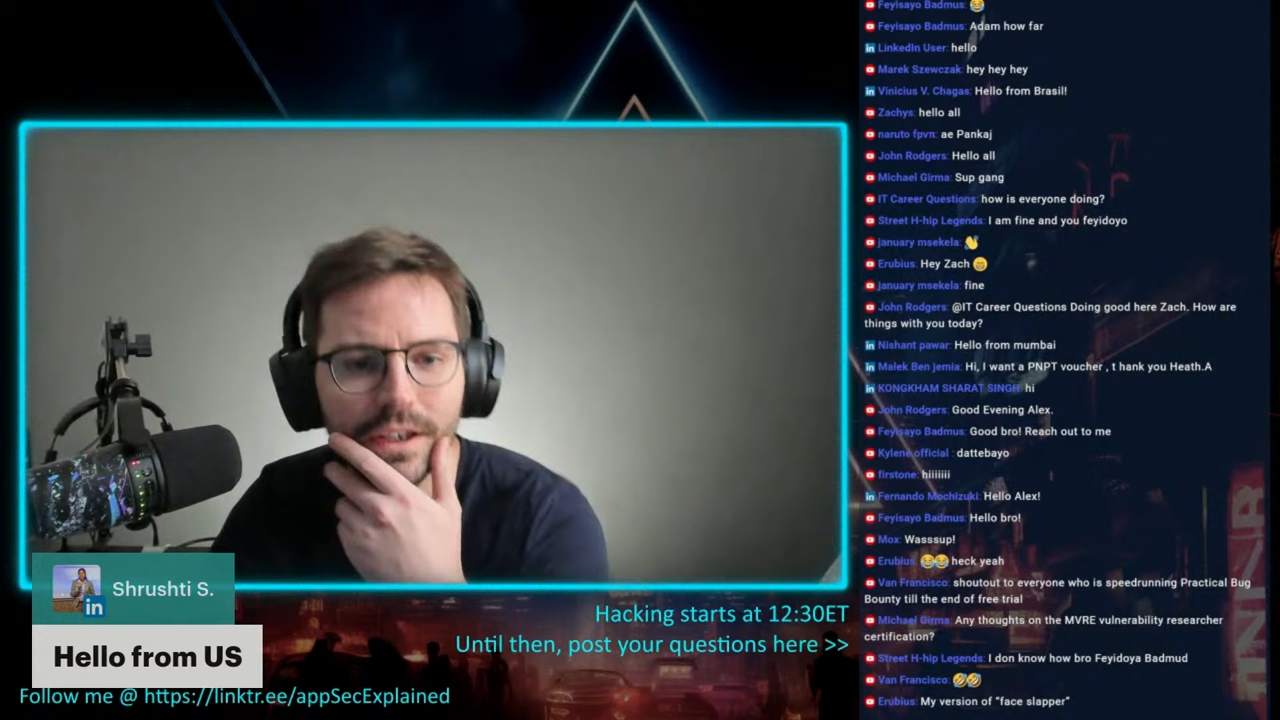 Shrushti S.
Hello from US
Hacking starts at 12:30ET
Until then, post your questions here >>
Follow me @ https://linktr.ee/appSecExplained
Feyisayo Badmus: 😂
Feyisayo Badmus: Adam how far
LinkedIn User: hello
Marek Szewczak: hey hey hey
Vinicius V. Chagas: Hello from Brasil!
Zachys: hello all
naruto fpvπ: ae Pankaj
John Rodgers: Hello all
Michael Girma: Sup gang
IT Career Questions: how is everyone doing?
Street H-hip Legends: I am fine and you feyidoyo
january msekela: 👋
Erubius: Hey Zach 😁
january msekela: fine
John Rodgers: @IT Career Questions Doing good here Zach. How are
things with you today?
Nishant pawar: Hello from mumbai
Malek Ben jemia: Hi, I want a PNPT voucher , t hank you Heath.A
KONGKHAM SHARAT SINGH: hi
John Rodgers: Good Evening Alex.
Feyisayo Badmus: Good bro! Reach out to me
Kylene official : dattebayo
firstone: hiiiiiii
Fernando Mochizuki: Hello Alex!
Feyisayo Badmus: Hello bro!
Mox: Wasssup!
Erubius: 😂😂 heck yeah
Van Francisco: shoutout to everyone who is speedrunning Practical Bug
Bounty till the end of free trial
Michael Girma: Any thoughts on the MVRE vulnerability researcher
certification?
Street H-hip Legends: I don know how bro Feyidoya Badmud
Van Francisco: 🤣🤣
Erubius: My version of “face slapper”